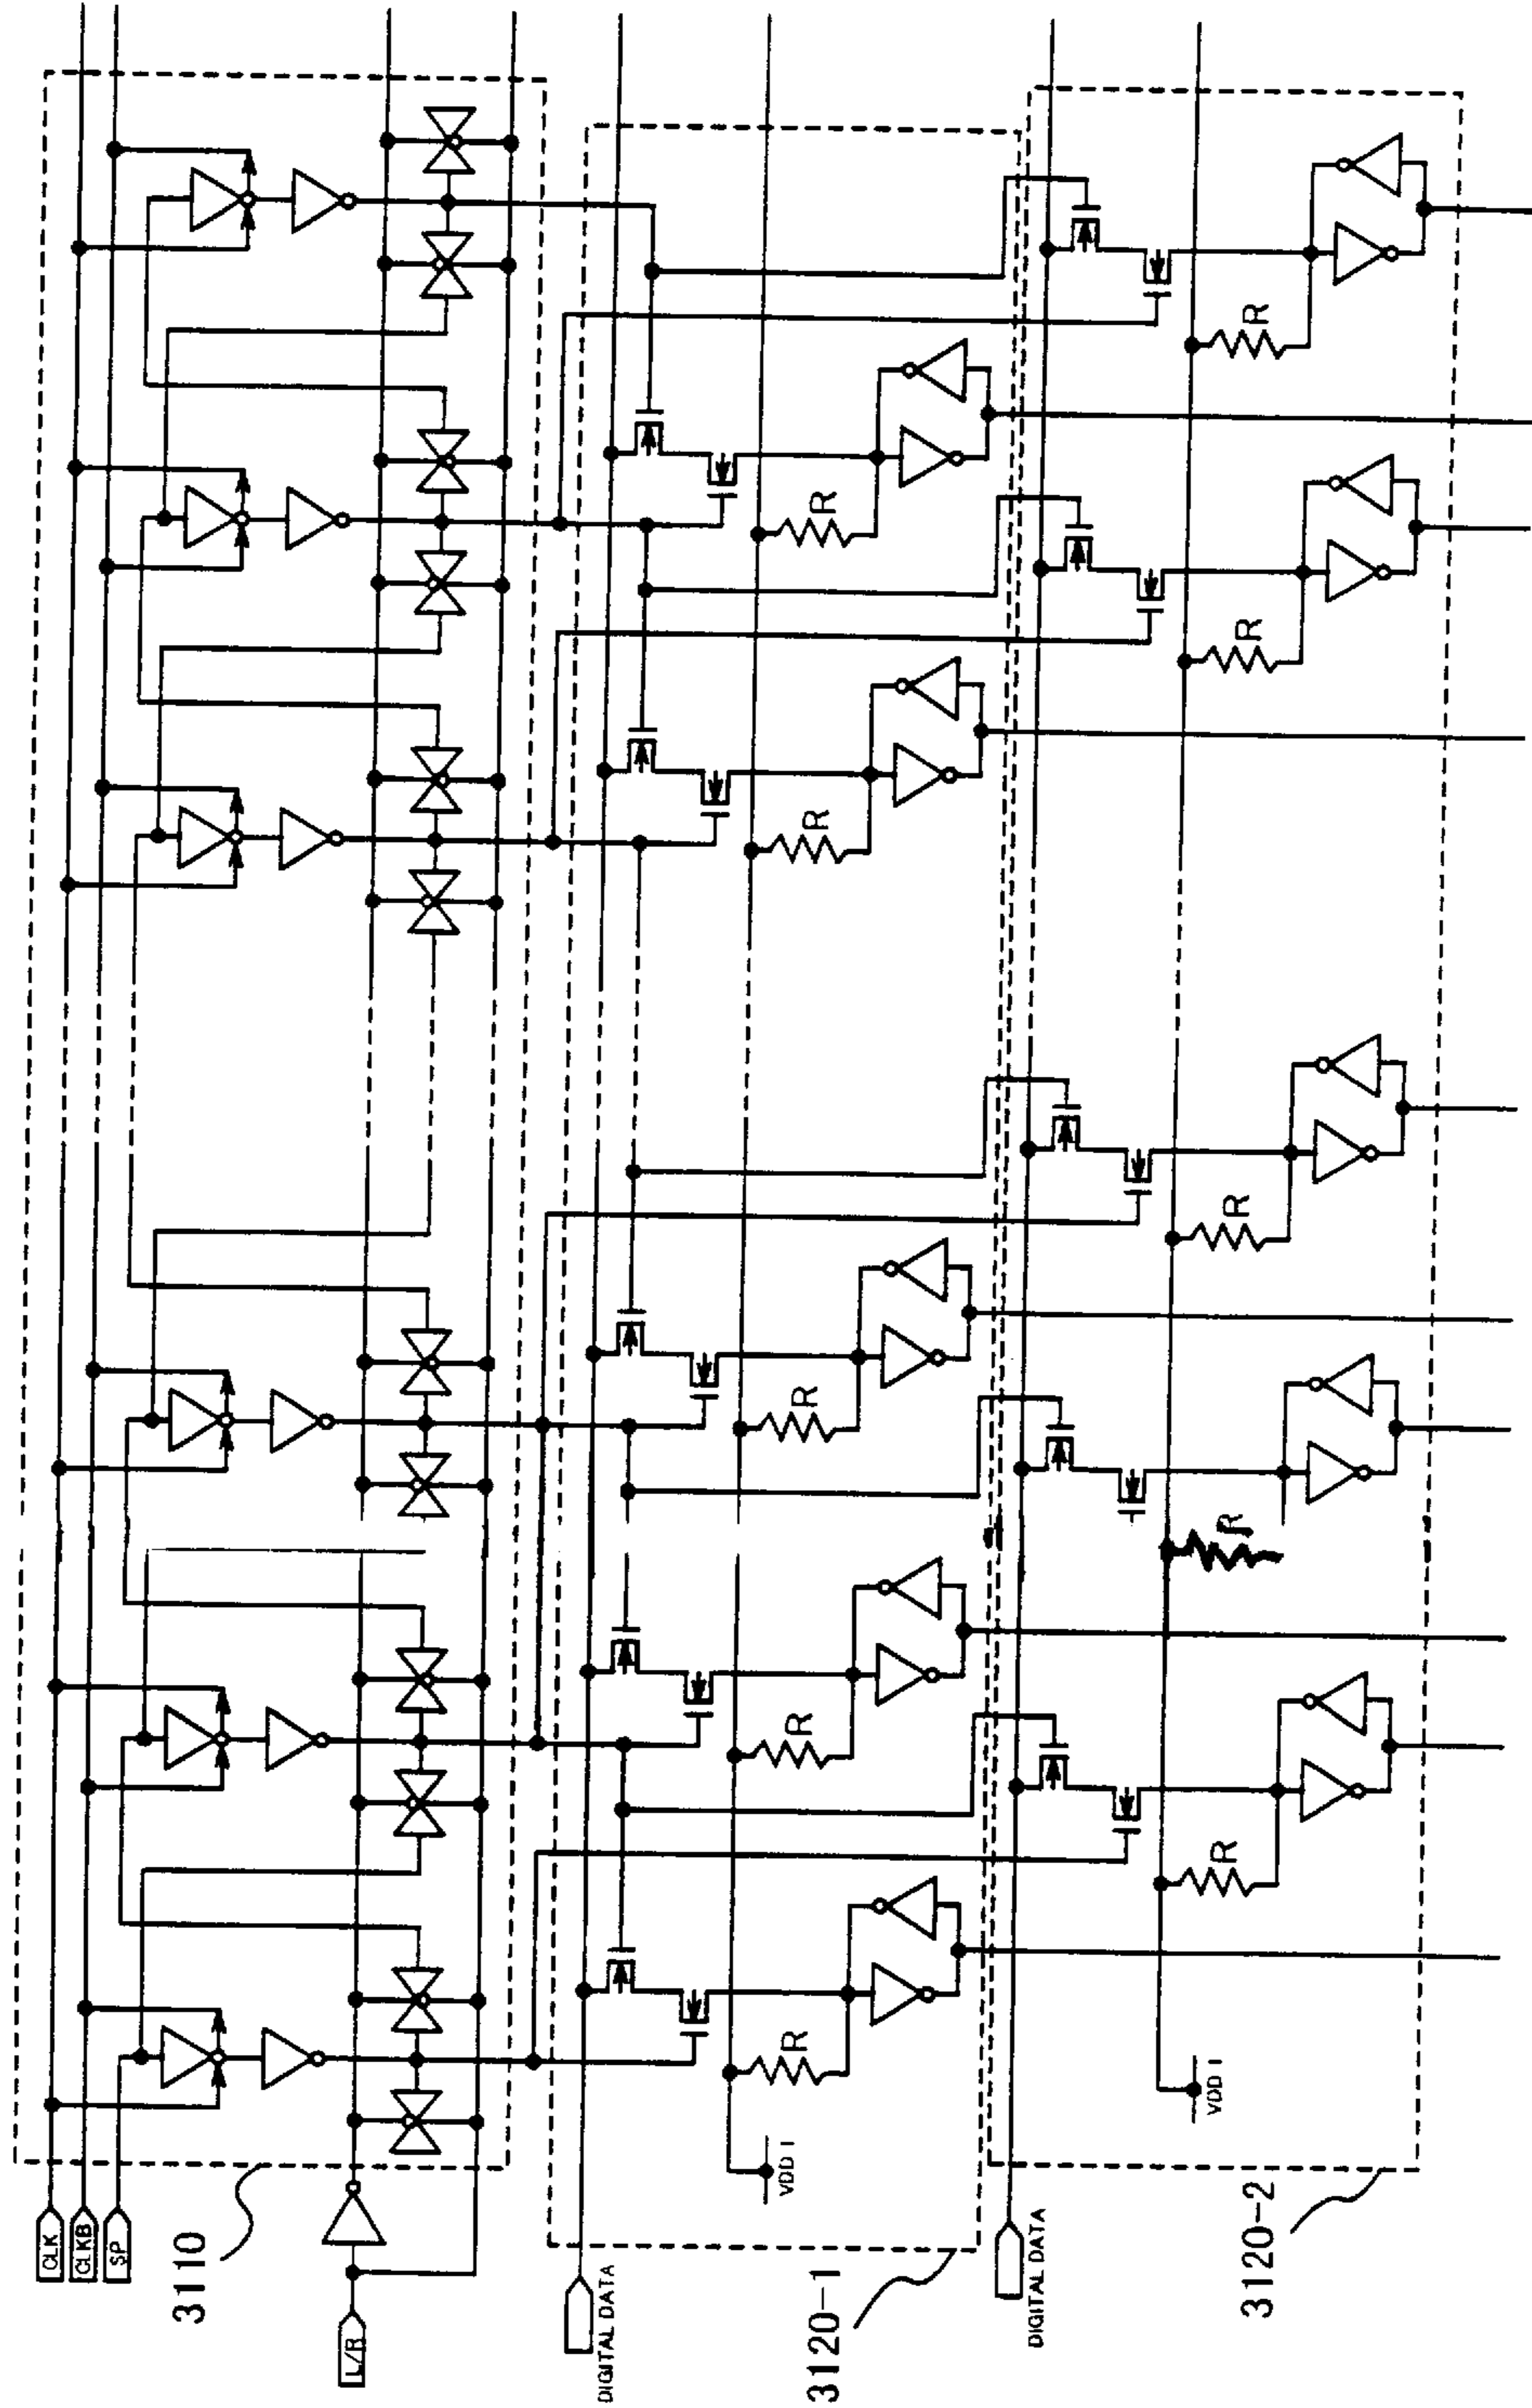 CLK
CLKB
SP
3110
L/R
DIGITAL DATA
R
R
R
R
R
VDD I
3120-1
DIGITAL DATA
R
R
R
R
R
VDD I
3120-2